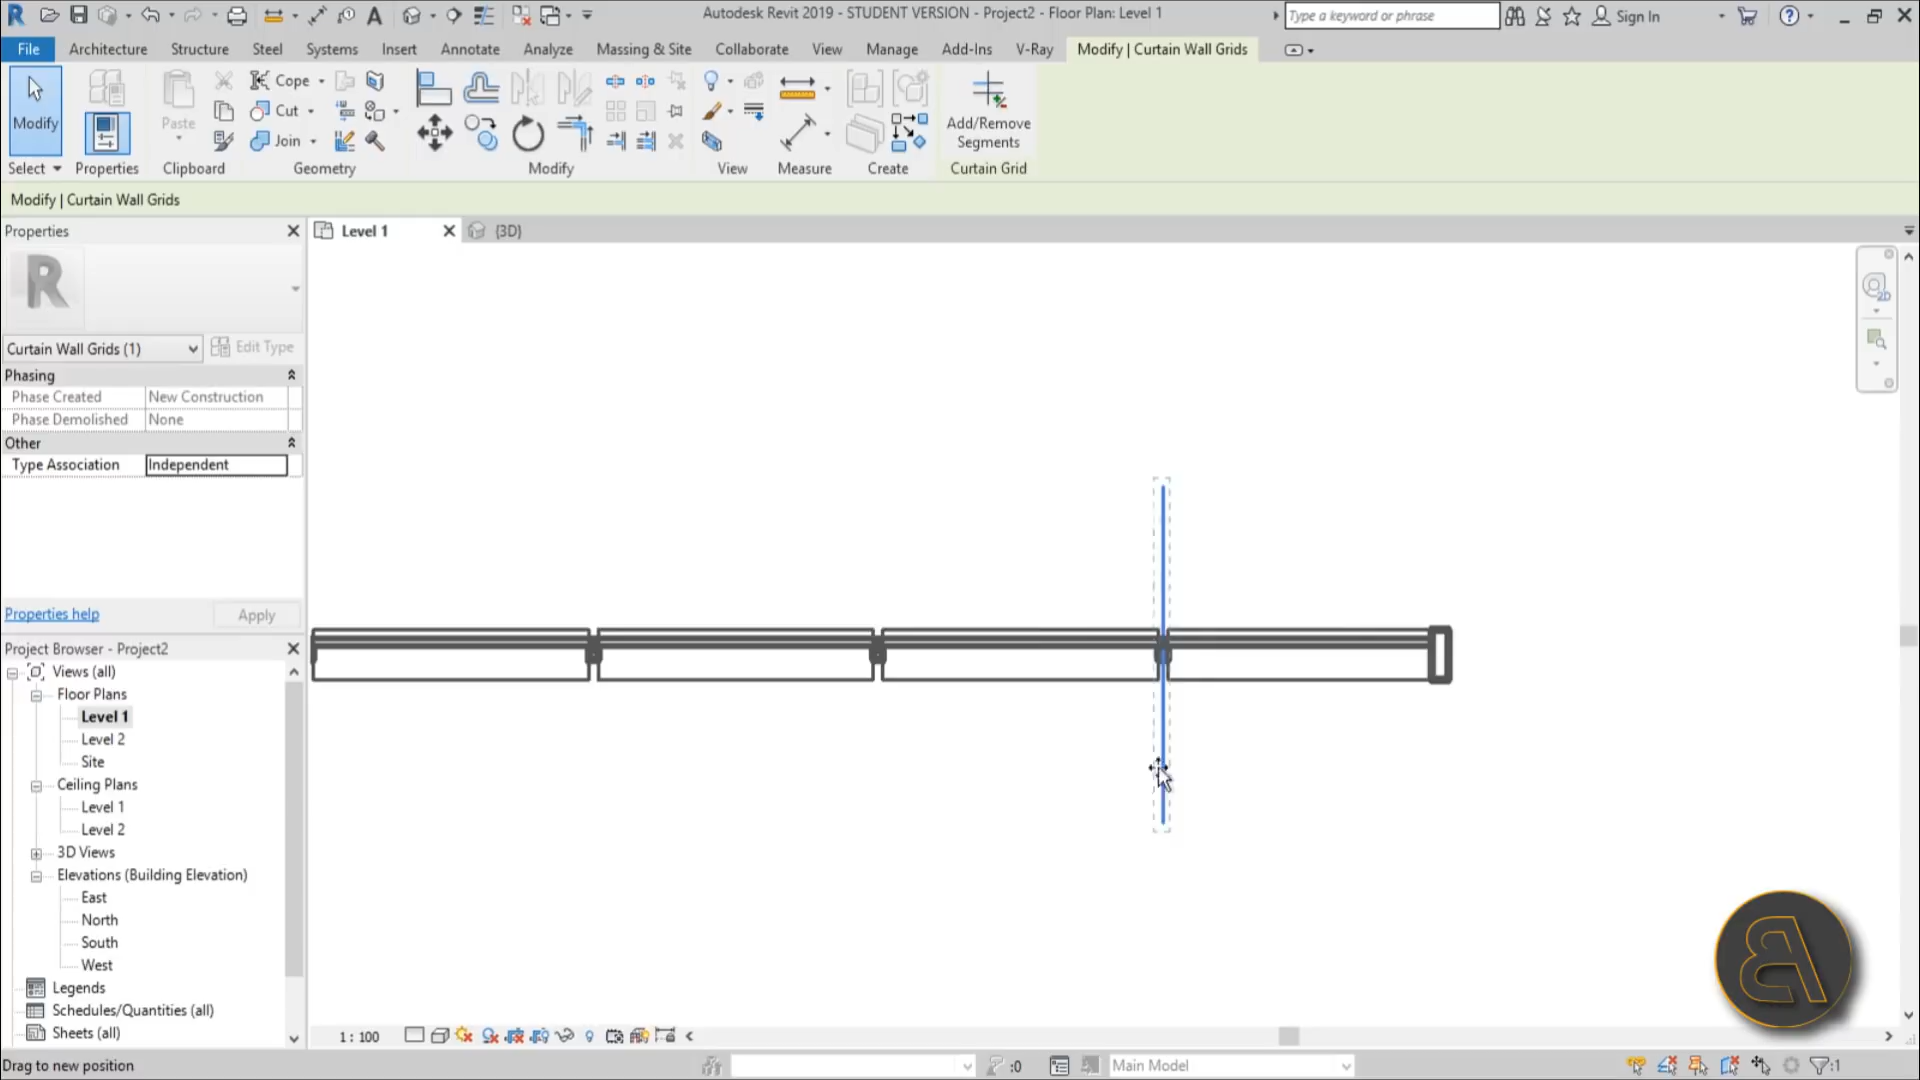 Autodesk Revit 2019 - STUDENT VERSION - Project2 - Floor Plan: Level 1
Type a keyword or phrase
Sign In
File Architecture Structure Steel Systems Insert Annotate Analyze Massing & Site Collaborate View Manage Add-Ins V-Ray Modify | Curtain Wall Grids
Modify
Paste
Cope
Cut
Join
Add/Remove
Segments
Select Properties Clipboard Geometry Modify View Measure Create Curtain Grid
Modify | Curtain Wall Grids
Properties
Level 1
{3D}
2D
R
Curtain Wall Grids (1)
Edit Type
Phasing
Phase Created New Construction
Phase Demolished None
Other
Type Association Independent
Properties help
Apply
Project Browser - Project2
Views (all)
Floor Plans
Level 1
Level 2
Site
Ceiling Plans
Level 1
Level 2
3D Views
Elevations (Building Elevation)
East
North
South
West
Legends
Schedules/Quantities (all)
Sheets (all)
1 : 100
Drag to new position
:0
Main Model
:1